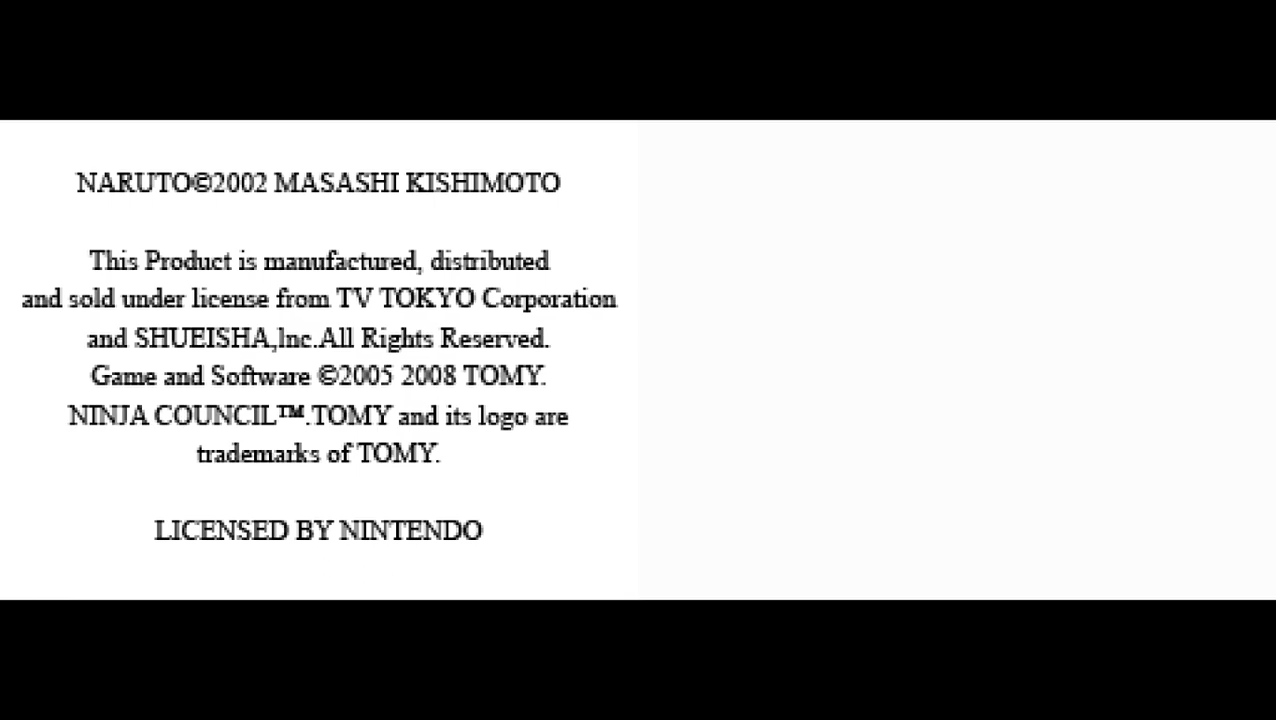 NARUTO©2002 MASASHI KISHIMOTO
This Product is manufactured, distributed
and sold under license from TV TOKYO Corporation
and SHUEISHA,lnc.All Rights Reserved.
Game and Software ©2005 2008 TOMY.
NINJA COUNCIL™.TOMY and its logo are
trademarks of TOMY.
LICENSED BY NINTENDO